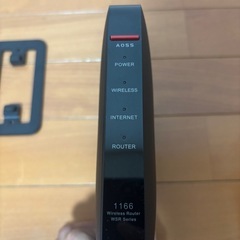 AOSS
POWER
WIRELESS
INTERNET
ROUTER
1166
Wireless Router
WSR Series